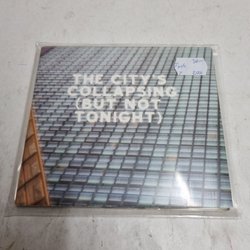 THE CITY'S
COLLAPSING
(BUT NOT
TONIGHT)